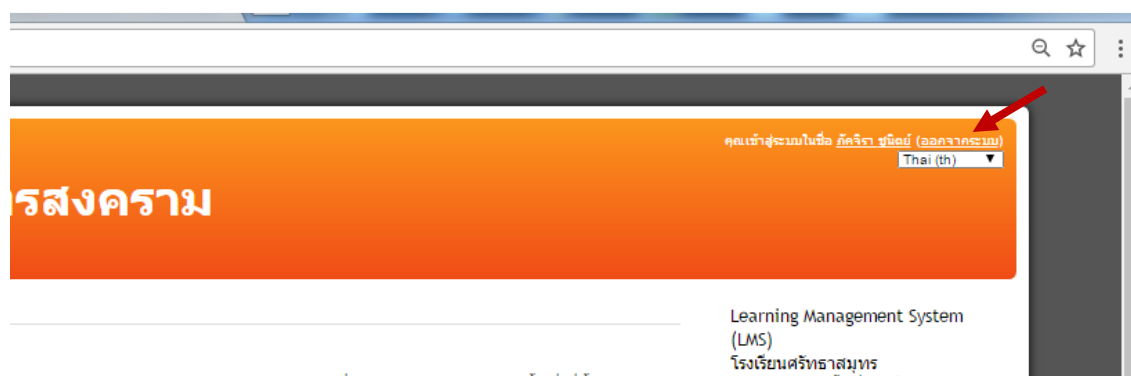 คุณเข้าสู่ระบบในชื่อ ภัคจิรา ชูนิตย์ (ออกจากระบบ)
Thai (th)
รสงคราม
Learning Management System
(LMS)
โรงเรียนศรัทธาสมุทร